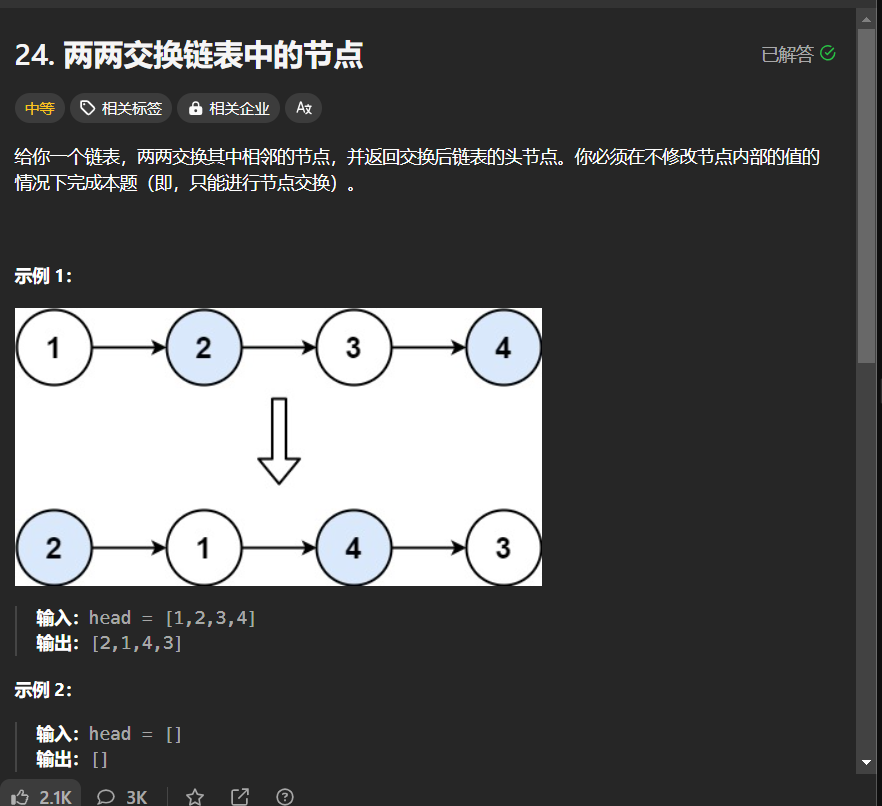 24. 两两交换链表中的节点
已解答
中等 相关标签 相关企业
给你一个链表，两两交换其中相邻的节点，并返回交换后链表的头节点。你必须在不修改节点内部的值的
情况下完成本题（即，只能进行节点交换）。
示例 1：
1 2 3 4
2 1 4 3
输入：head = [1,2,3,4]
输出：[2,1,4,3]
示例 2：
输入：head = []
输出：[]
2.1K 3K